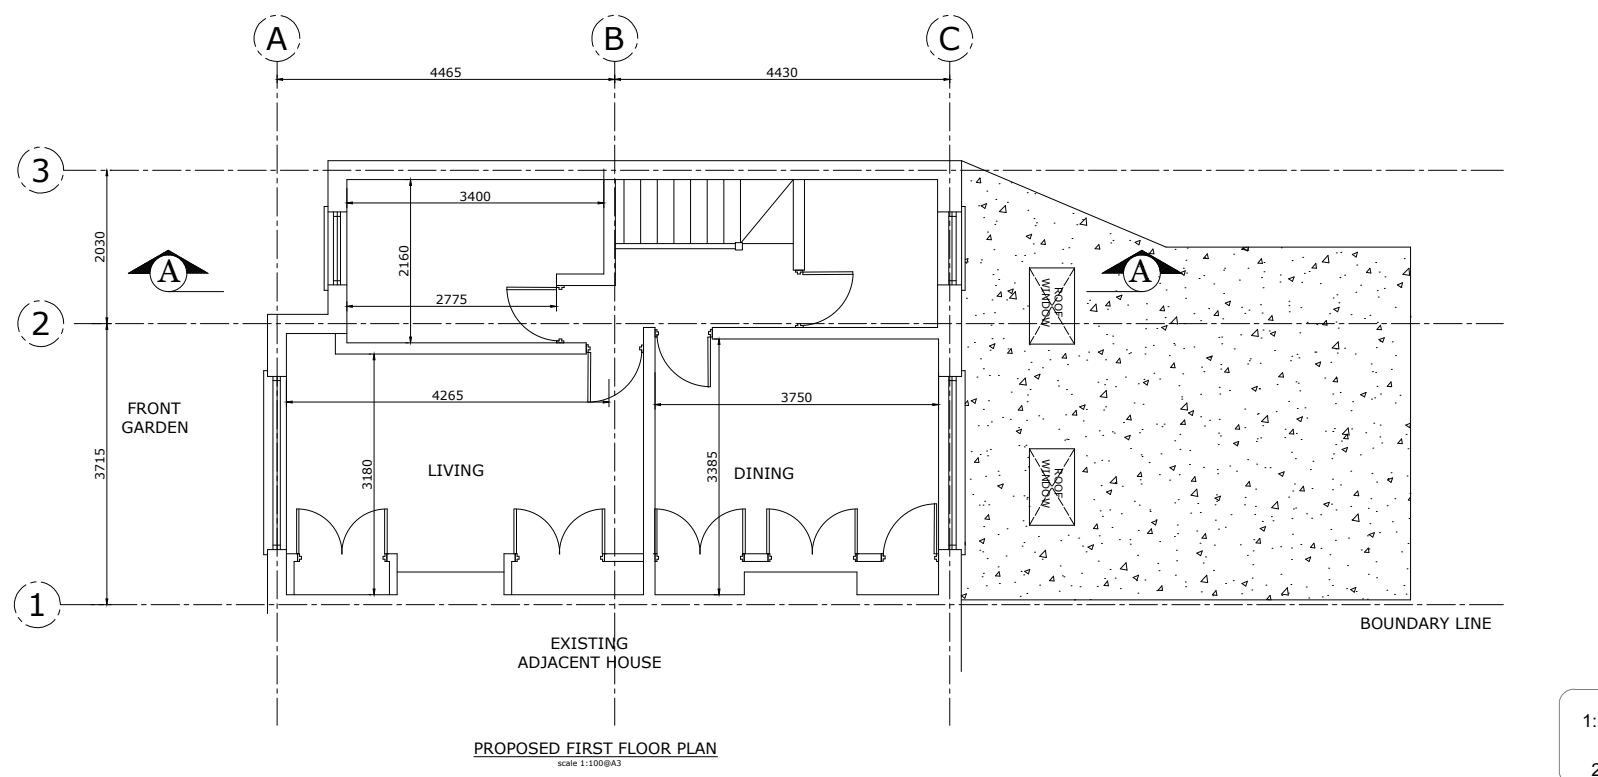 A
B
C
4465
4430
3
3400
2030
2160
A
A
2775
ROOF
WINDOW
2
FRONT
GARDEN
4265
3750
3715
3180
LIVING
3385
DINING
ROOF
WINDOW
1
BOUNDARY LINE
EXISTING
ADJACENT HOUSE
PROPOSED FIRST FLOOR PLAN
scale 1:100@A3
1:
2